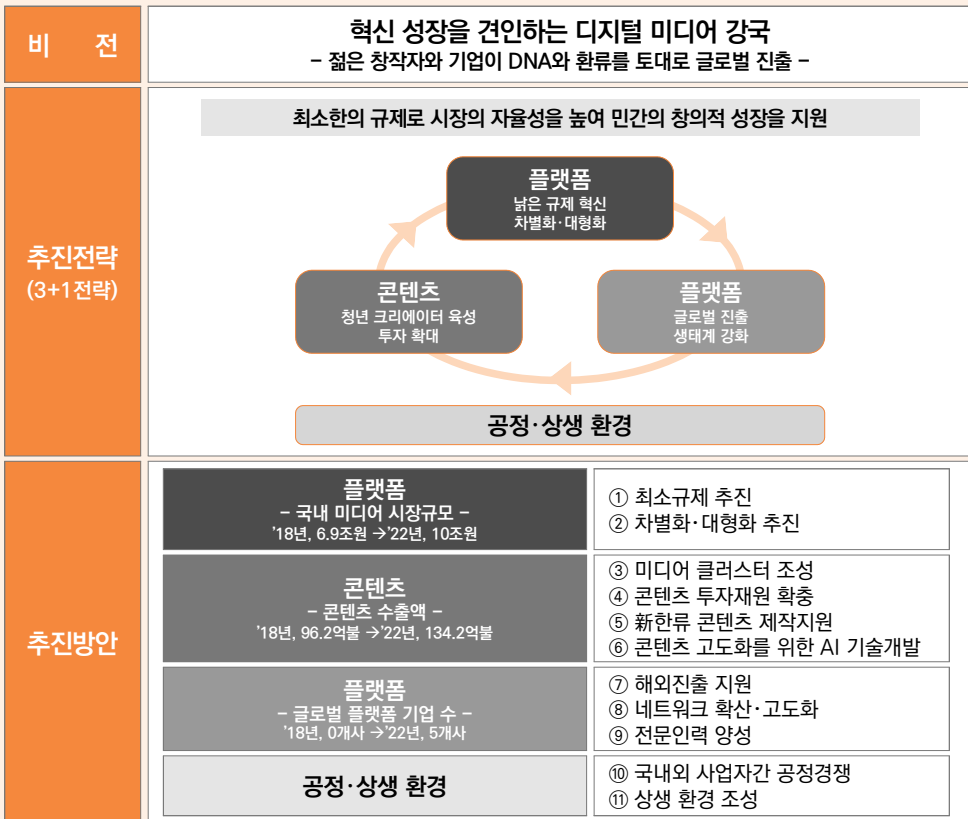 비 전
혁신 성장을 견인하는 디지털 미디어 강국
- 젊은 창작자와 기업이 DNA와 환류를 토대로 글로벌 진출 -
추진전략
(3+1전략)
최소한의 규제로 시장의 자율성을 높여 민간의 창의적 성장을 지원
플랫폼
낡은 규제 혁신
차별화·대형화
콘텐츠
청년 크리에이터 육성
투자 확대
플랫폼
글로벌 진출
생태계 강화
공정·상생 환경
추진방안
플랫폼
- 국내 미디어 시장규모 -
'18년, 6.9조원 →'22년, 10조원
① 최소규제 추진
② 차별화·대형화 추진
콘텐츠
- 콘텐츠 수출액 -
'18년, 96.2억불 →'22년, 134.2억불
③ 미디어 클러스터 조성
④ 콘텐츠 투자재원 확충
⑤ 新한류 콘텐츠 제작지원
⑥ 콘텐츠 고도화를 위한 AI 기술개발
플랫폼
- 글로벌 플랫폼 기업 수 -
'18년, 0개사 →'22년, 5개사
⑦ 해외진출 지원
⑧ 네트워크 확산·고도화
⑨ 전문인력 양성
공정·상생 환경
⑩ 국내외 사업자간 공정경쟁
⑪ 상생 환경 조성